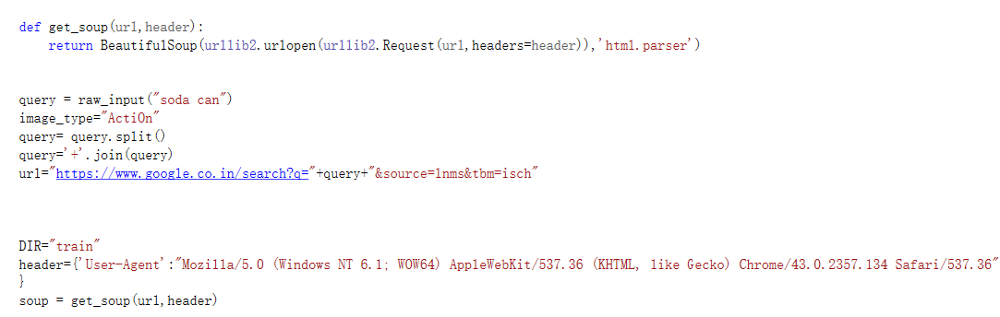 def get_soup(url,header):
    return BeautifulSoup(urllib2.urlopen(urllib2.Request(url,headers=header)),'html.parser')
query = raw_input("soda can")
image_type="ActiOn"
query= query.split()
query='+'.join(query)
url="https://www.google.co.in/search?q="+query+"&source=lnms&tbm=isch"
DIR="train"
header={'User-Agent':"Mozilla/5.0 (Windows NT 6.1; WOW64) AppleWebKit/537.36 (KHTML, like Gecko) Chrome/43.0.2357.134 Safari/537.36"
}
soup = get_soup(url,header)